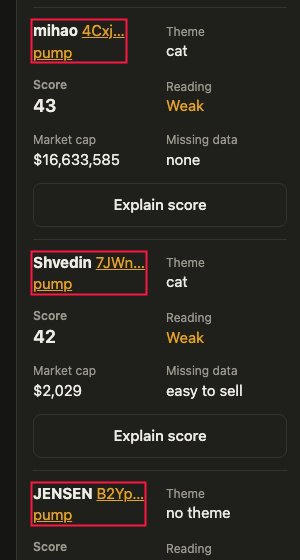 mihao 4Cxj... Theme
pump cat
Score Reading
43 Weak
Market cap Missing data
$16,633,585 none
Explain score
Shvedin 7JWn... Theme
pump cat
Score Reading
42 Weak
Market cap Missing data
$2,029 easy to sell
Explain score
JENSEN B2Yp... Theme
pump no theme
Score Reading